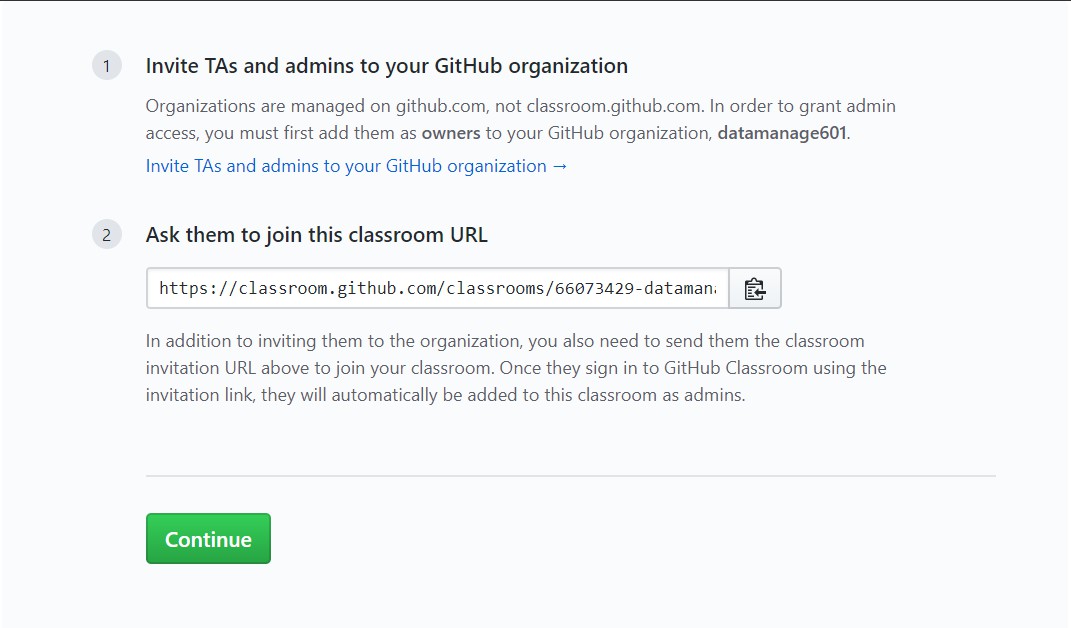 1
Invite TAs and admins to your GitHub organization
Organizations are managed on github.com, not classroom.github.com. In order to grant admin
access, you must first add them as owners to your GitHub organization, datamanage601.
Invite TAs and admins to your GitHub organization →
2
Ask them to join this classroom URL
https://classroom.github.com/classrooms/66073429-dataman
In addition to inviting them to the organization, you also need to send them the classroom
invitation URL above to join your classroom. Once they sign in to GitHub Classroom using the
invitation link, they will automatically be added to this classroom as admins.
Continue